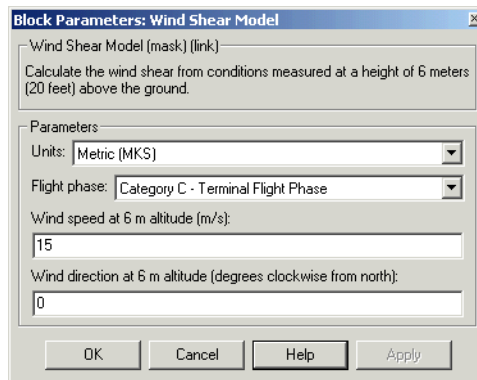 Block Parameters: Wind Shear Model
Wind Shear Model (mask) (link)
Calculate the wind shear from conditions measured at a height of 6 meters
(20 feet) above the ground.
Parameters
Units: Metric (MKS)
Flight phase: Category C - Terminal Flight Phase
Wind speed at 6 m altitude (m/s):
15
Wind direction at 6 m altitude (degrees clockwise from north):
0
OK Cancel Help Apply